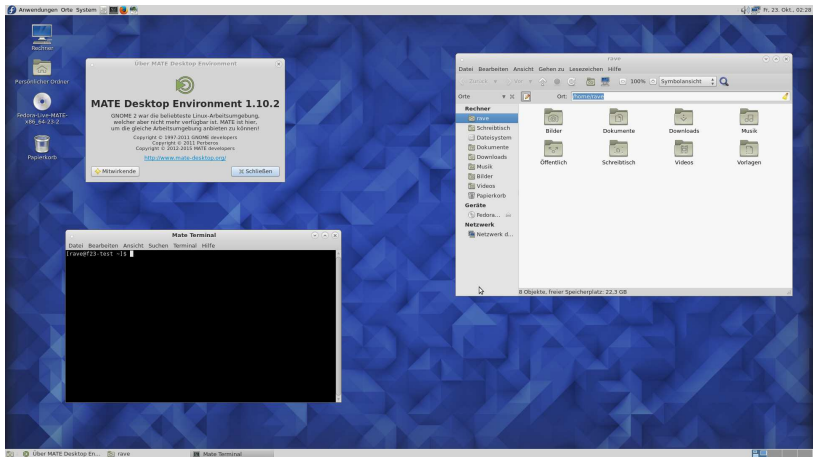 Anwendungen Orte System
Fr, 23. Okt., 02:28
Rechner
Persönlicher Ordner
Fedora-Live-MATE-
x86_64-23-2
Papierkorb
Über MATE Desktop Environment
MATE Desktop Environment 1.10.2
GNOME 2 war die beliebteste Linux-Arbeitsumgebung,
welcher aber nicht mehr verfügbar ist. MATE ist hier,
um die gleiche Arbeitsumgebung anbieten zu können!
Copyright © 1997-2011 GNOME developers
Copyright © 2011 Perberos
Copyright © 2012-2015 MATE developers
http://www.mate-desktop.org/
Mitwirkende
Schließen
rave
Datei Bearbeiten Ansicht Gehen zu Lesezeichen Hilfe
Zurück
100%
Symbolansicht
Orte
Ort:
/home/rave
Rechner
rave
Schreibtisch
Dateisystem
Dokumente
Downloads
Musik
Bilder
Videos
Papierkorb
Geräte
Fedora...
Netzwerk
Netzwerk d...
Bilder
Dokumente
Downloads
Musik
Öffentlich
Schreibtisch
Videos
Vorlagen
8 Objekte, freier Speicherplatz: 22,3 GB
Mate Terminal
Datei Bearbeiten Ansicht Suchen Terminal Hilfe
[rave@f23-test ~]$
Über MATE Desktop En...
rave
Mate Terminal